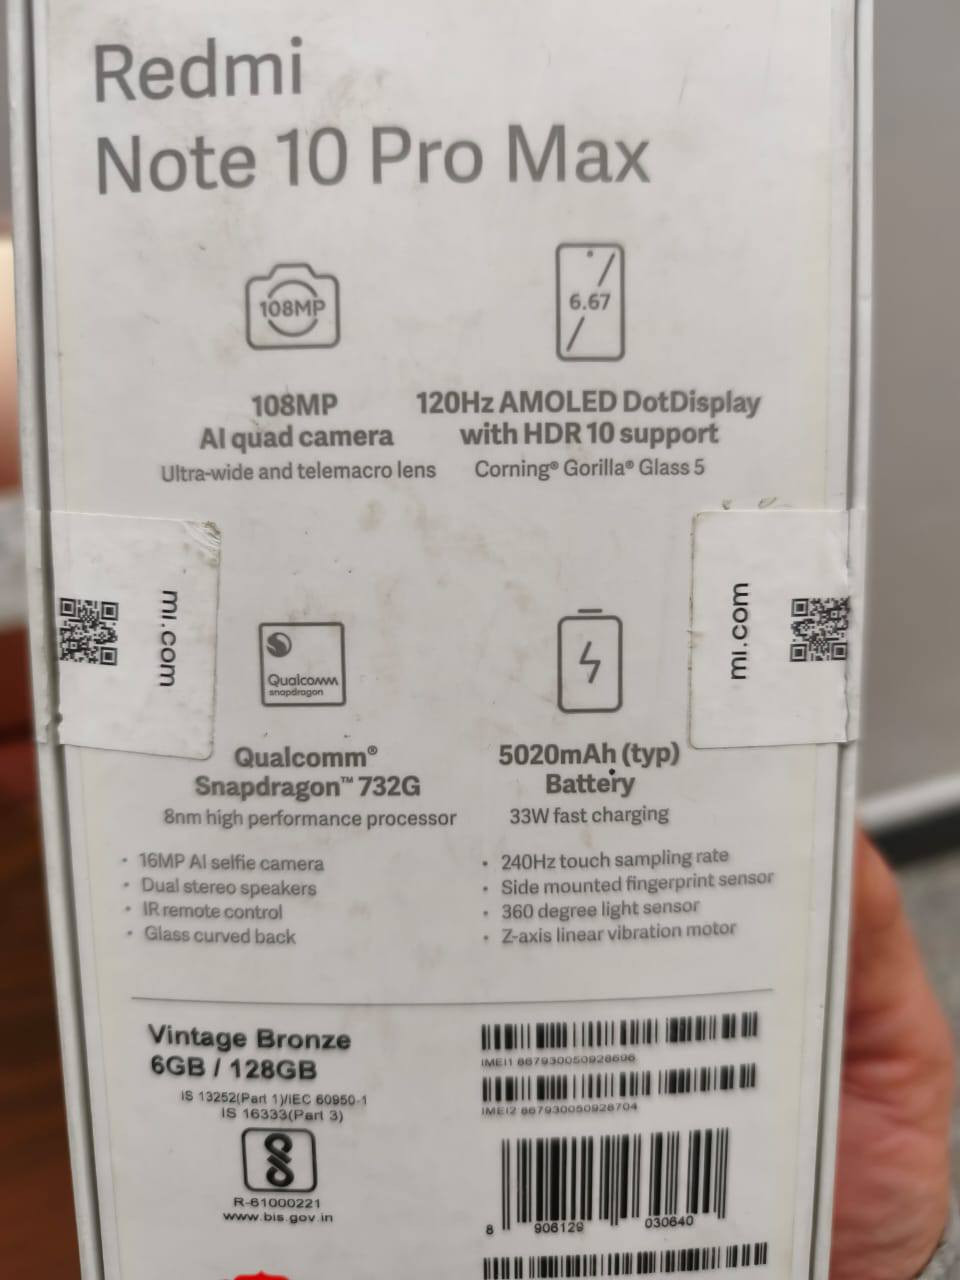 Redmi
Note 10 Pro Max
108MP
6.67
108MP
AI quad camera
Ultra-wide and telemacro lens
120Hz AMOLED DotDisplay
with HDR 10 support
Corning® Gorilla® Glass 5
mi.com
mi.com
Qualcomm
snapdragon
Qualcomm®
Snapdragon™ 732G
8nm high performance processor
5020mAh (typ)
Battery
33W fast charging
• 16MP AI selfie camera
• Dual stereo speakers
• IR remote control
• Glass curved back
• 240Hz touch sampling rate
• Side mounted fingerprint sensor
• 360 degree light sensor
• Z-axis linear vibration motor
Vintage Bronze
6GB / 128GB
IS 13252(Part 1)/IEC 60950-1
IS 16333(Part 3)
R-61000221
www.bis.gov.in
IMEI1
IMEI2
8 906129 030640